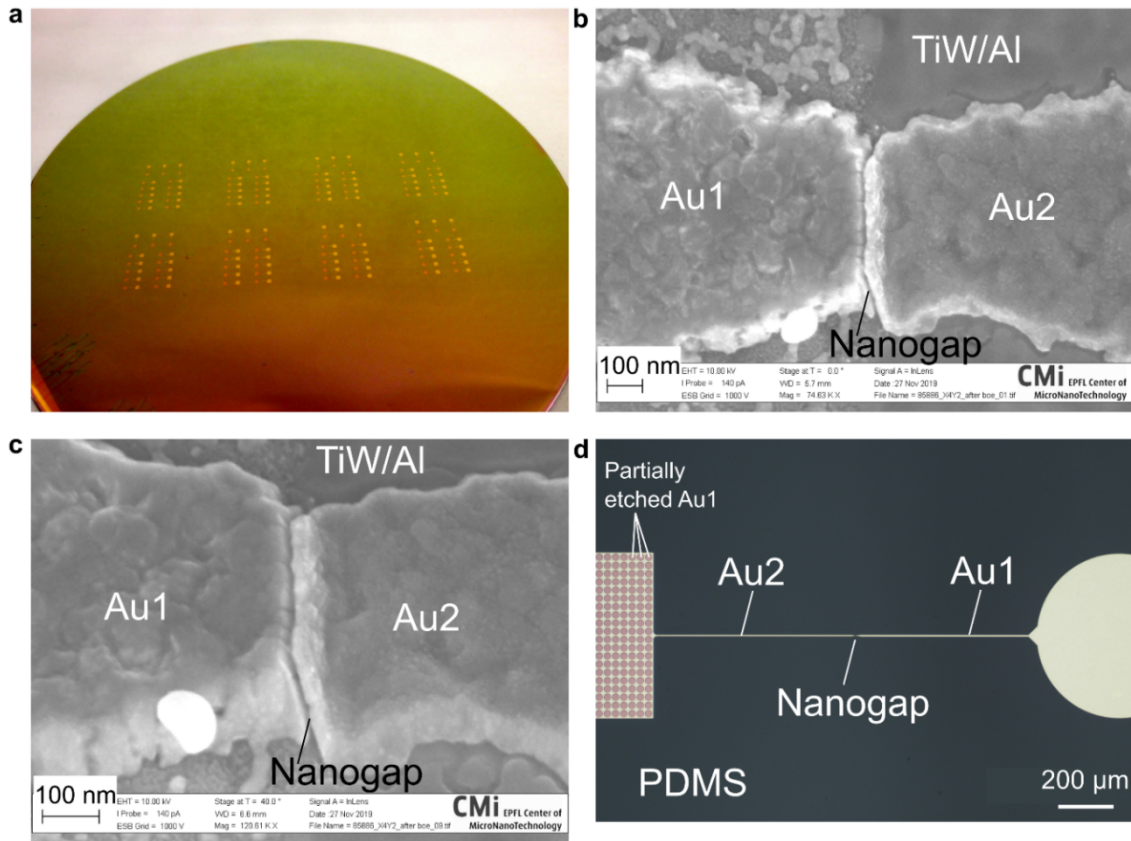 a
b
TiW/Al
Au1
Au2
Nanogap
100 nm
EHT = 10.00 kV
Stage at T = 0.0 °
Signal A = InLens
I Probe = 140 pA
WD = 6.7 mm
Date :27 Nov 2019
ESB Grid = 1000 V
Mag = 74.63 K X
File Name = 85886_X4Y2_after boe_01.tif
CMi EPFL Center of
MicroNanoTechnology
c
TiW/Al
Au1
Au2
Nanogap
100 nm
EHT = 10.00 kV
Stage at T = 40.0 °
Signal A = InLens
I Probe = 140 pA
WD = 6.6 mm
Date :27 Nov 2019
ESB Grid = 1000 V
Mag = 120.61 K X
File Name = 85886_X4Y2_after boe_09.tif
CMi EPFL Center of
MicroNanoTechnology
d
Partially
etched Au1
Au2
Au1
Nanogap
PDMS
200 µm